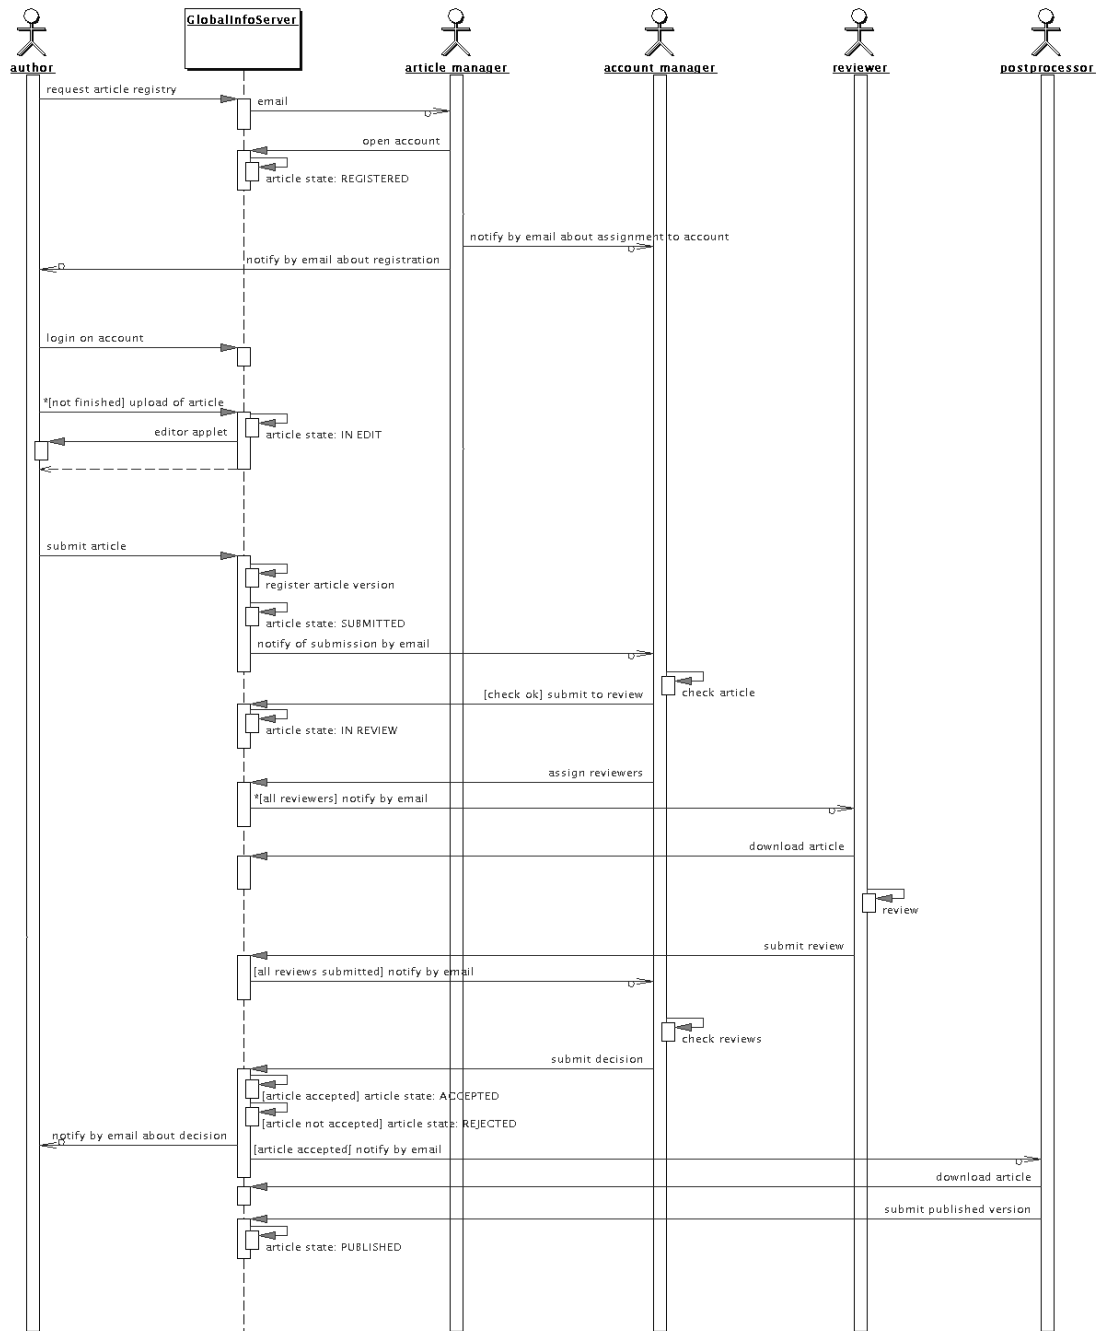 GlobalInfoServer
author
article manager
account manager
reviewer
postprocessor
request article registry
email
open account
article state: REGISTERED
notify by email about assignment to account
notify by email about registration
login on account
*[not finished] upload of article
article state: IN EDIT
editor applet
submit article
register article version
article state: SUBMITTED
notify of submission by email
check article
[check ok] submit to review
article state: IN REVIEW
assign reviewers
*[all reviewers] notify by email
download article
review
submit review
[all reviews submitted] notify by email
check reviews
submit decision
[article accepted] article state: ACCEPTED
[article not accepted] article state: REJECTED
notify by email about decision
[article accepted] notify by email
download article
submit published version
article state: PUBLISHED